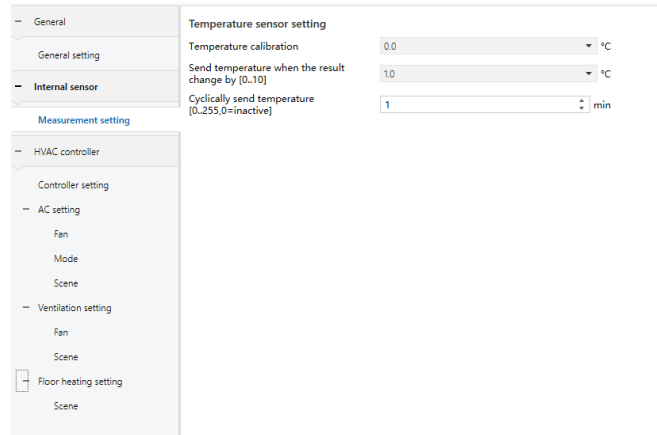 General
General setting
Internal sensor
Measurement setting
HVAC controller
Controller setting
AC setting
Fan
Mode
Scene
Ventilation setting
Fan
Scene
Floor heating setting
Scene
Temperature sensor setting
Temperature calibration
0.0
°C
Send temperature when the result
change by [0..10]
1.0
°C
Cyclically send temperature
[0..255,0=inactive]
1
min